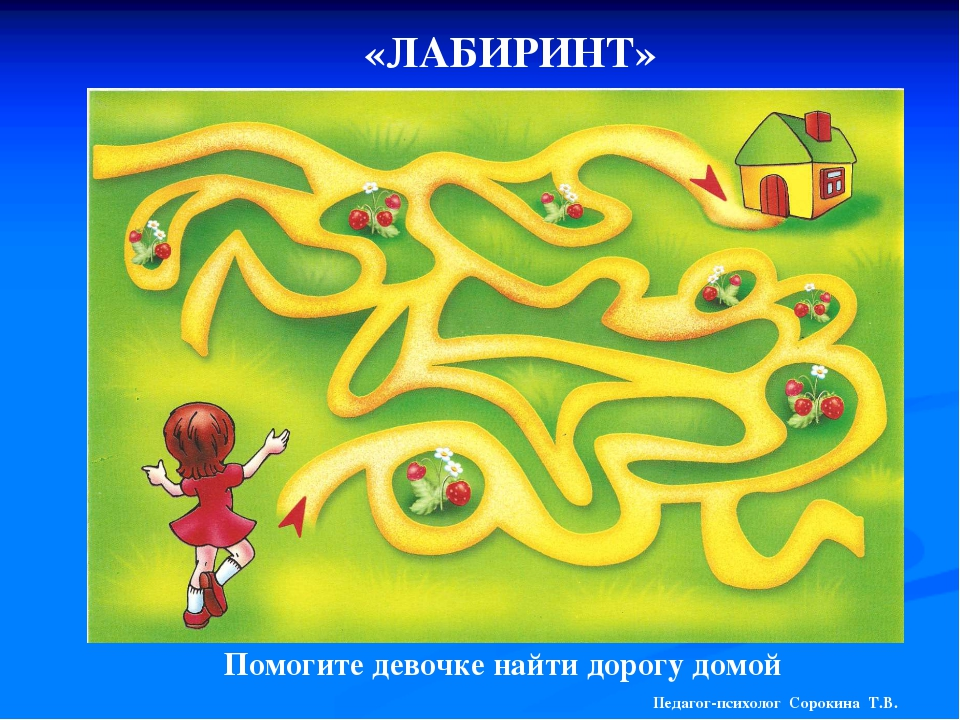 «ЛАБИРИНТ»
Помогите девочке найти дорогу домой
Педагог-психолог Сорокина Т.В.